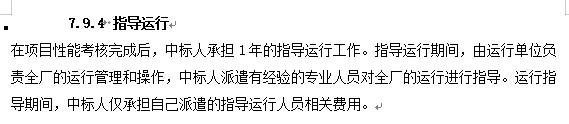 7.9.4 指导运行
在项目性能考核完成后，中标人承担 1 年的指导运行工作。指导运行期间，由运行单位负
责全厂的运行管理和操作，中标人派遣有经验的专业人员对全厂的运行进行指导。运行指
导期间，中标人仅承担自己派遣的指导运行人员相关费用。